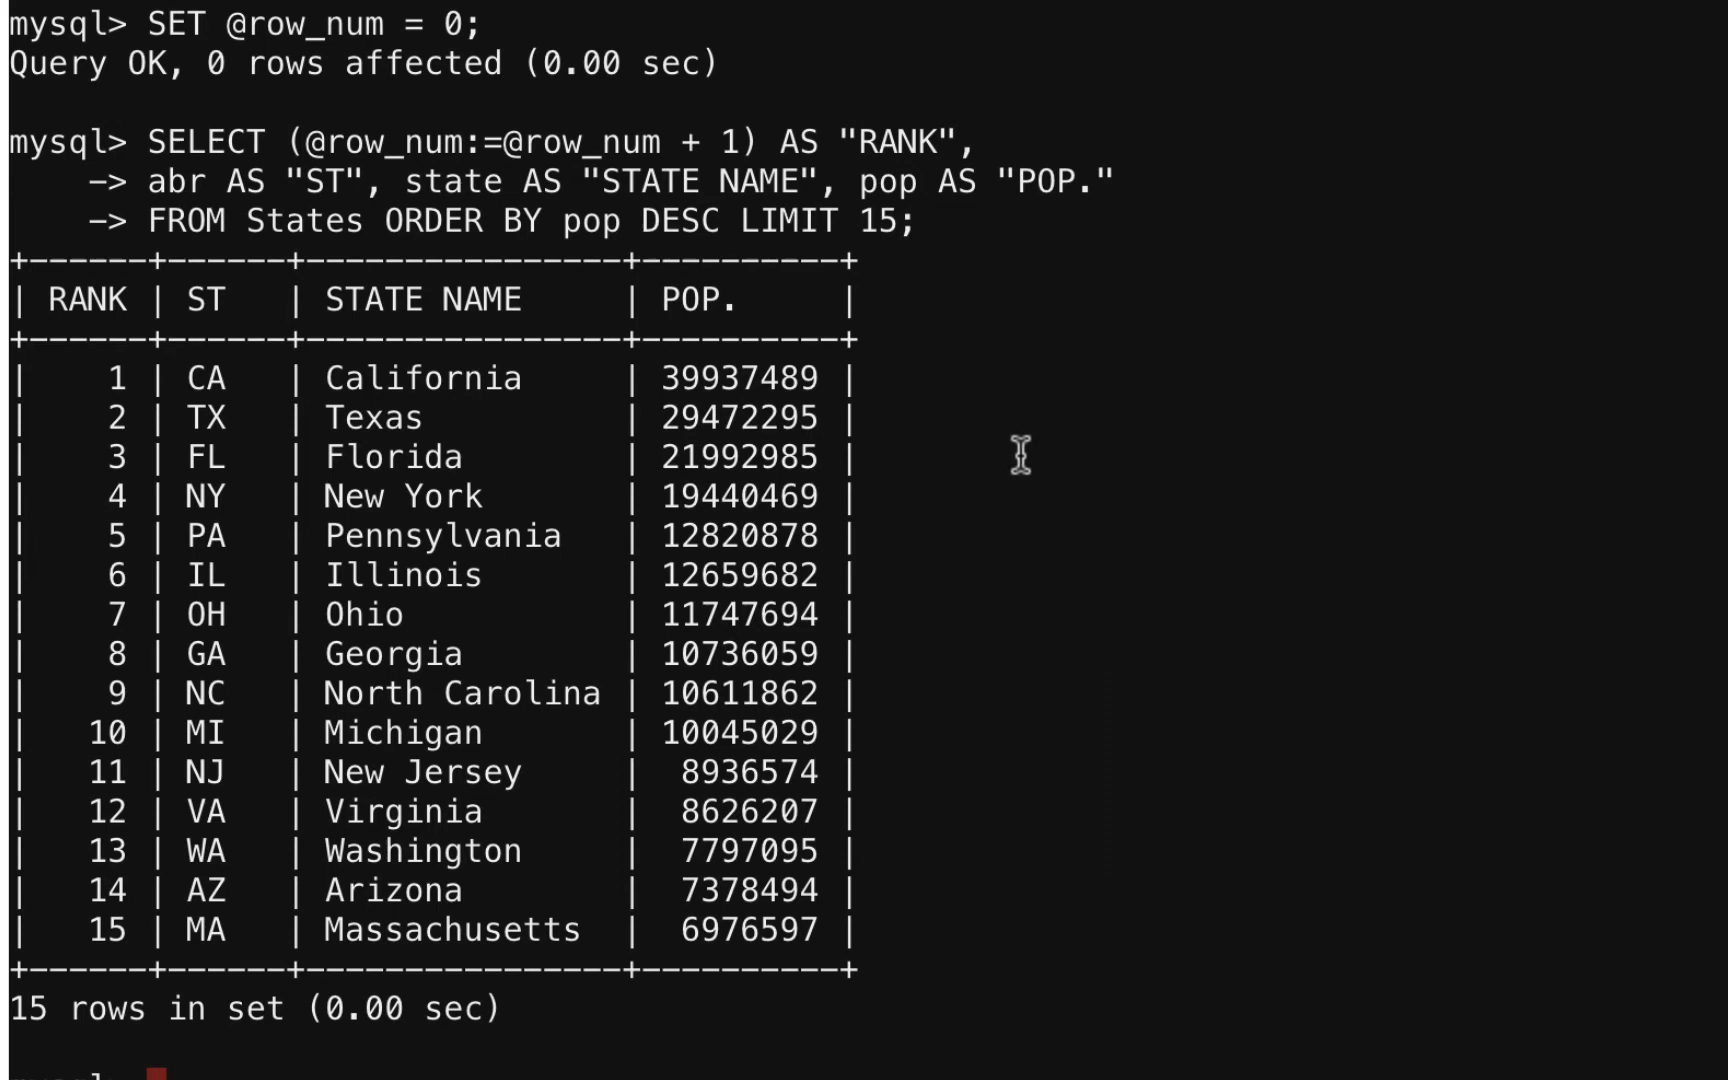 mysql> SET @row_num = 0;
Query OK, 0 rows affected (0.00 sec)
mysql> SELECT (@row_num:=@row_num + 1) AS "RANK",
    -> abr AS "ST", state AS "STATE NAME", pop AS "POP."
    -> FROM States ORDER BY pop DESC LIMIT 15;
+------+------+----------------+----------+
| RANK | ST   | STATE NAME     | POP.     |
+------+------+----------------+----------+
|    1 | CA   | California     | 39937489 |
|    2 | TX   | Texas          | 29472295 |
|    3 | FL   | Florida        | 21992985 |
|    4 | NY   | New York       | 19440469 |
|    5 | PA   | Pennsylvania   | 12820878 |
|    6 | IL   | Illinois       | 12659682 |
|    7 | OH   | Ohio           | 11747694 |
|    8 | GA   | Georgia        | 10736059 |
|    9 | NC   | North Carolina | 10611862 |
|   10 | MI   | Michigan       | 10045029 |
|   11 | NJ   | New Jersey     |  8936574 |
|   12 | VA   | Virginia       |  8626207 |
|   13 | WA   | Washington     |  7797095 |
|   14 | AZ   | Arizona        |  7378494 |
|   15 | MA   | Massachusetts  |  6976597 |
+------+------+----------------+----------+
15 rows in set (0.00 sec)